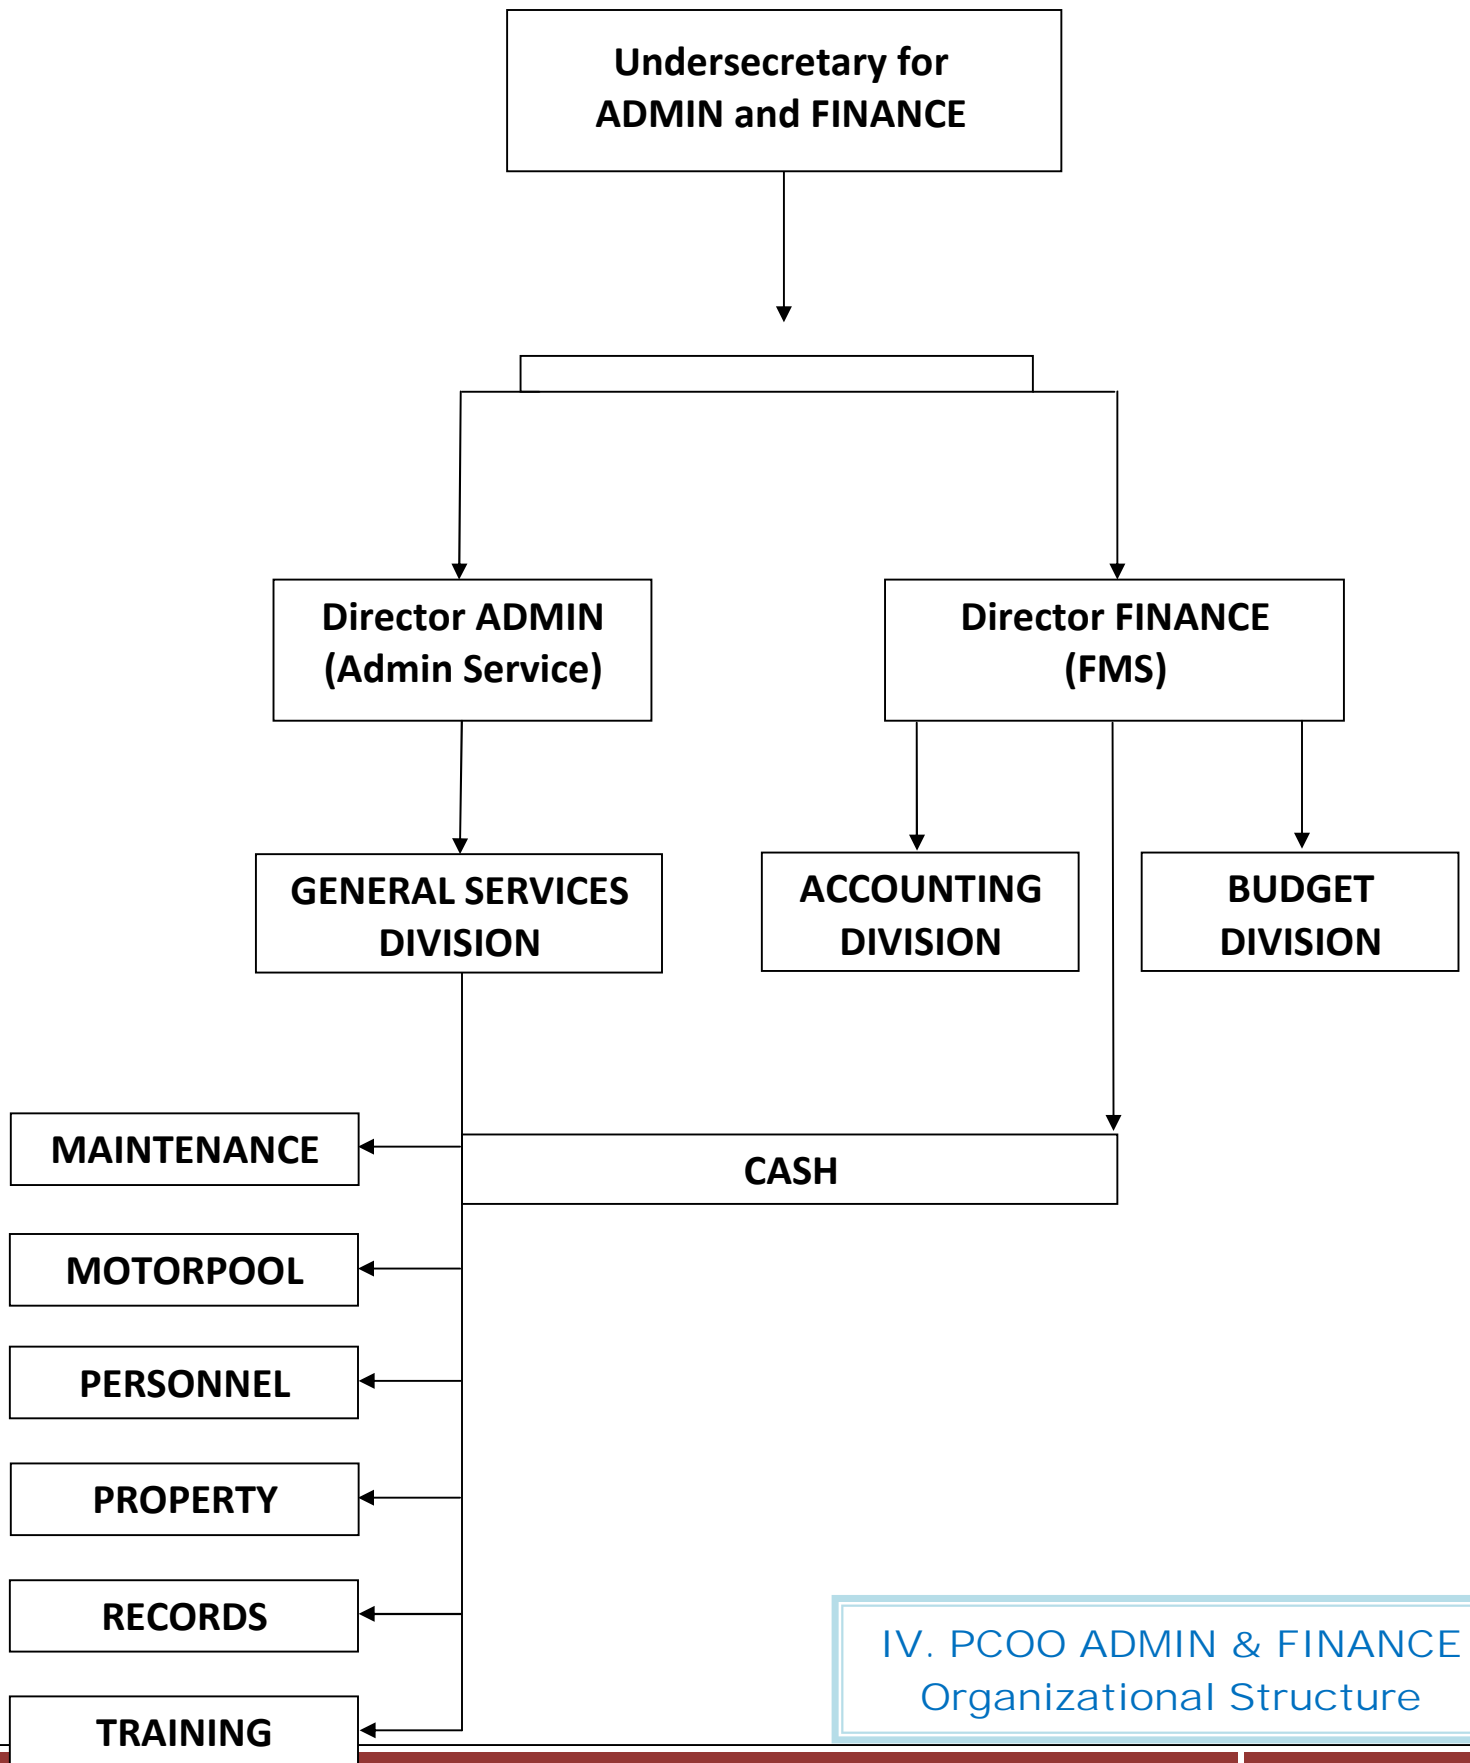 Undersecretary for
ADMIN and FINANCE
Director ADMIN
(Admin Service)
Director FINANCE
(FMS)
GENERAL SERVICES
DIVISION
ACCOUNTING
DIVISION
BUDGET
DIVISION
MAINTENANCE
CASH
MOTORPOOL
PERSONNEL
PROPERTY
RECORDS
TRAINING
IV. PCOO ADMIN & FINANCE
Organizational Structure